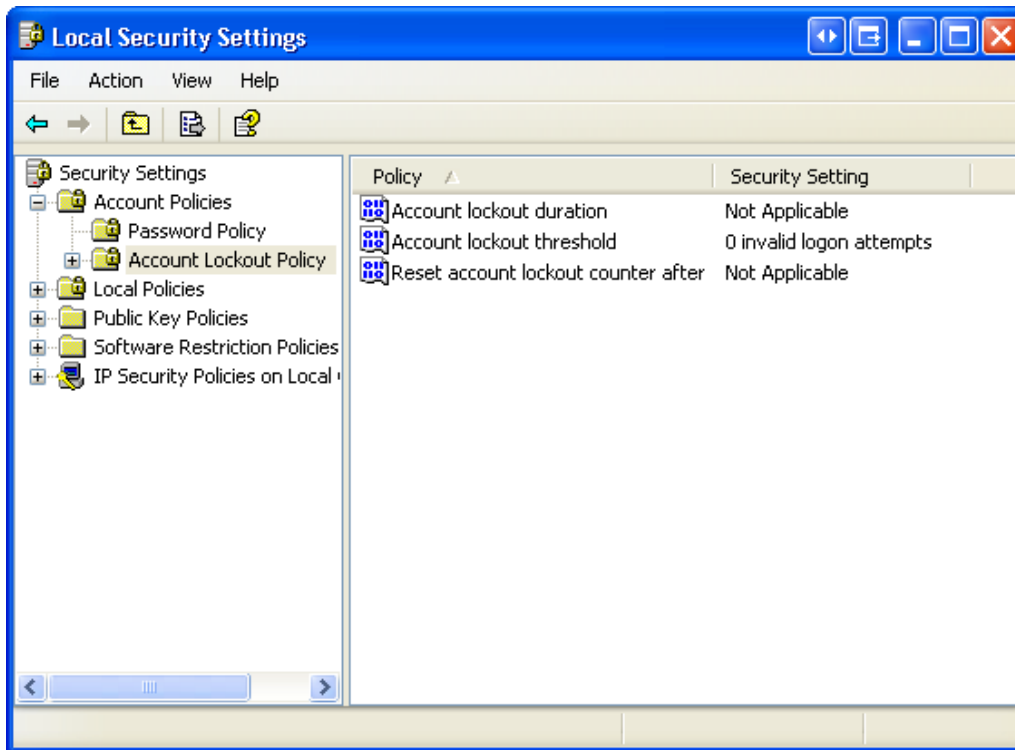 Local Security Settings
File Action View Help
Security Settings
Account Policies
Password Policy
Account Lockout Policy
Local Policies
Public Key Policies
Software Restriction Policies
IP Security Policies on Local
Policy Security Setting
Account lockout duration Not Applicable
Account lockout threshold 0 invalid logon attempts
Reset account lockout counter after Not Applicable